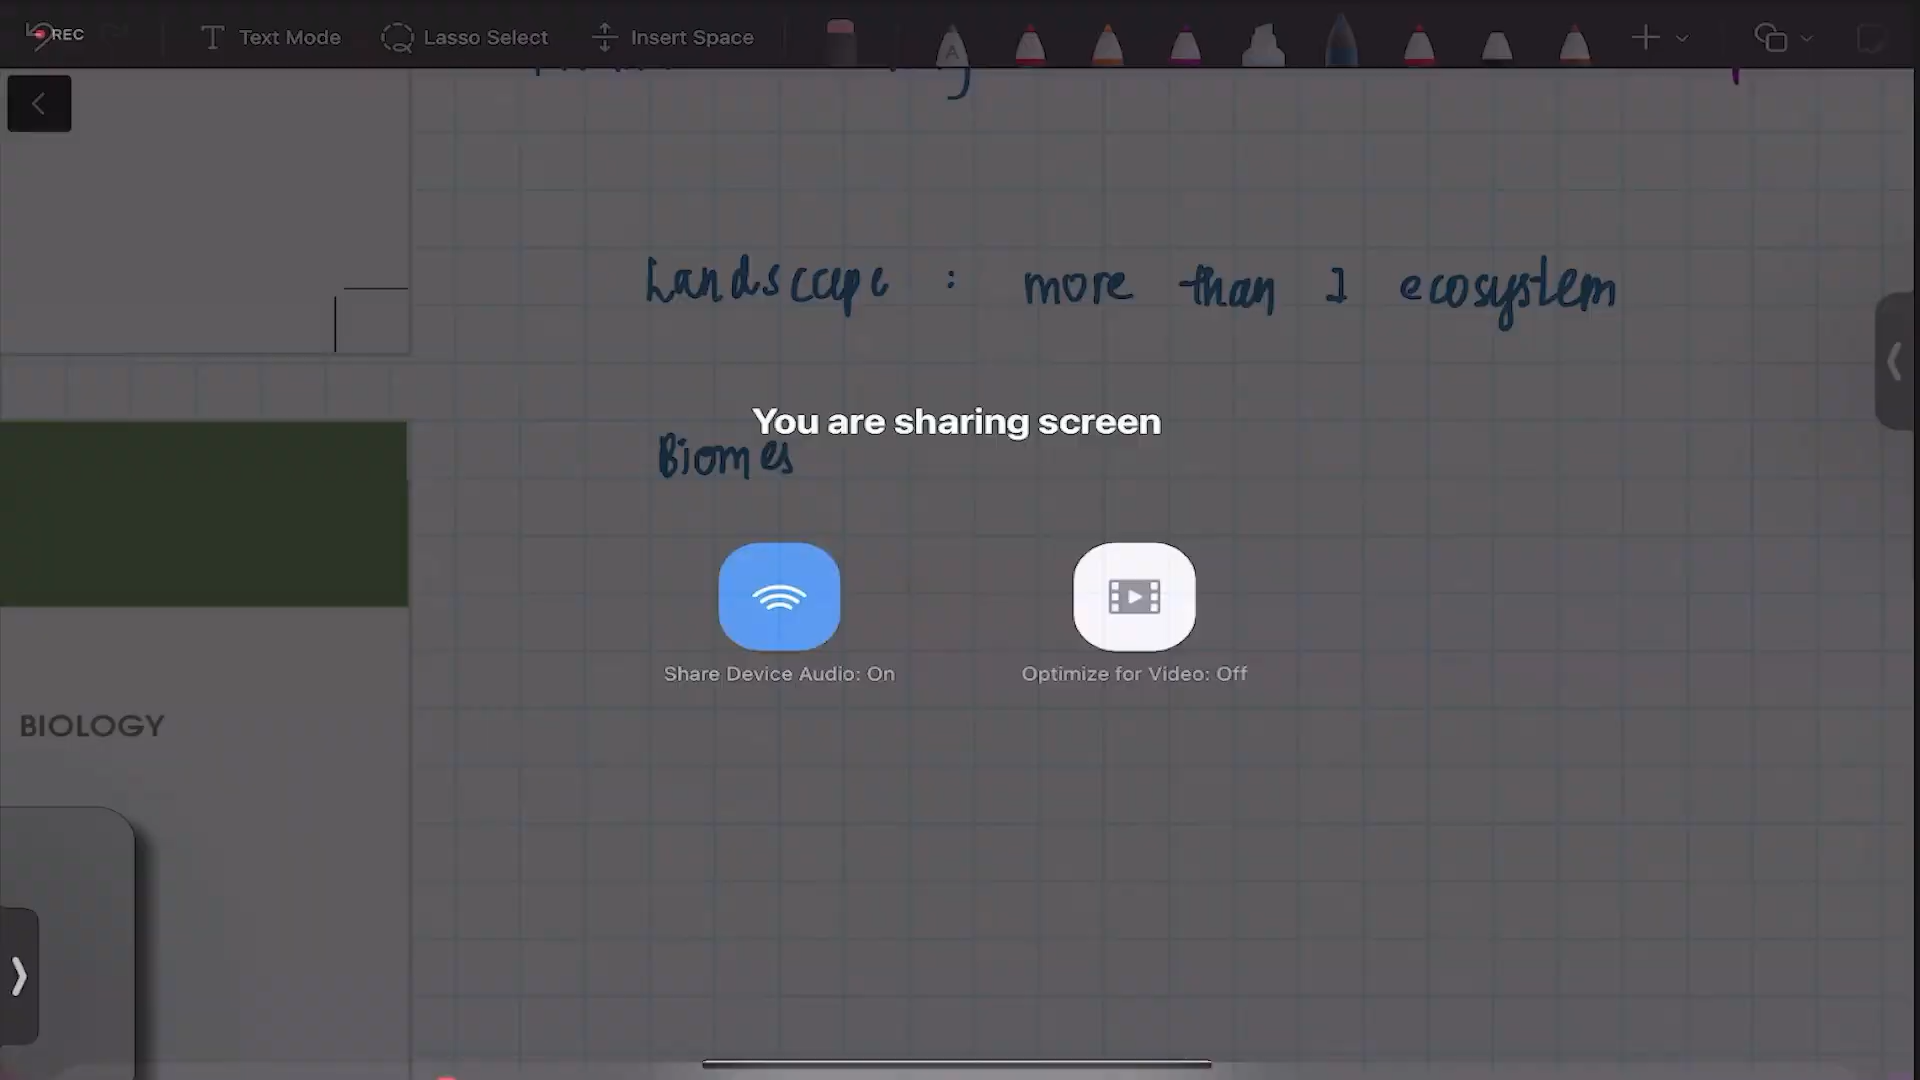 REC Text Mode Lasso Select Insert Space
Landscape : more than 1 ecosystem
You are sharing screen
Biomes
Share Device Audio: On Optimize for Video: Off
BIOLOGY